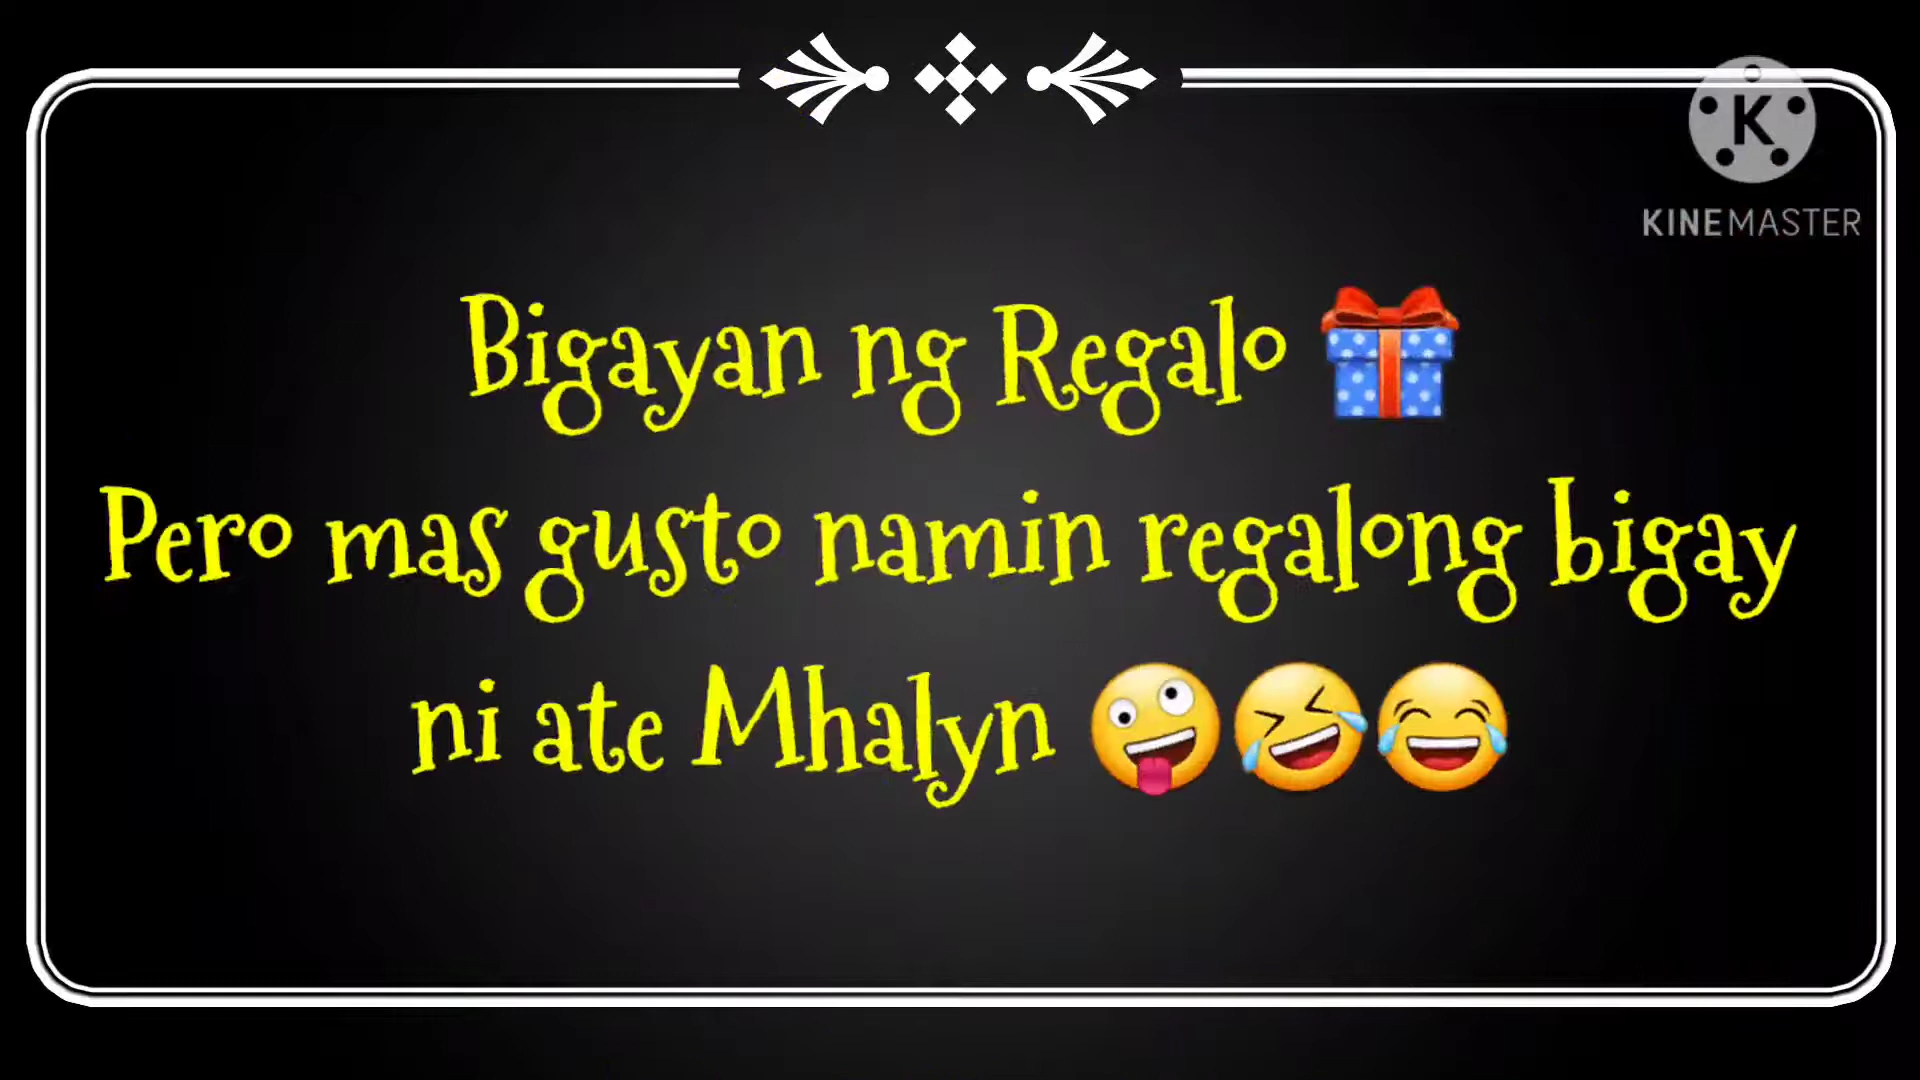 K
KINEMASTER
Bigayan ng Regalo 🎁
Pero mas gusto namin regalong bigay
ni ate Mhalyn 🤪🤣😂